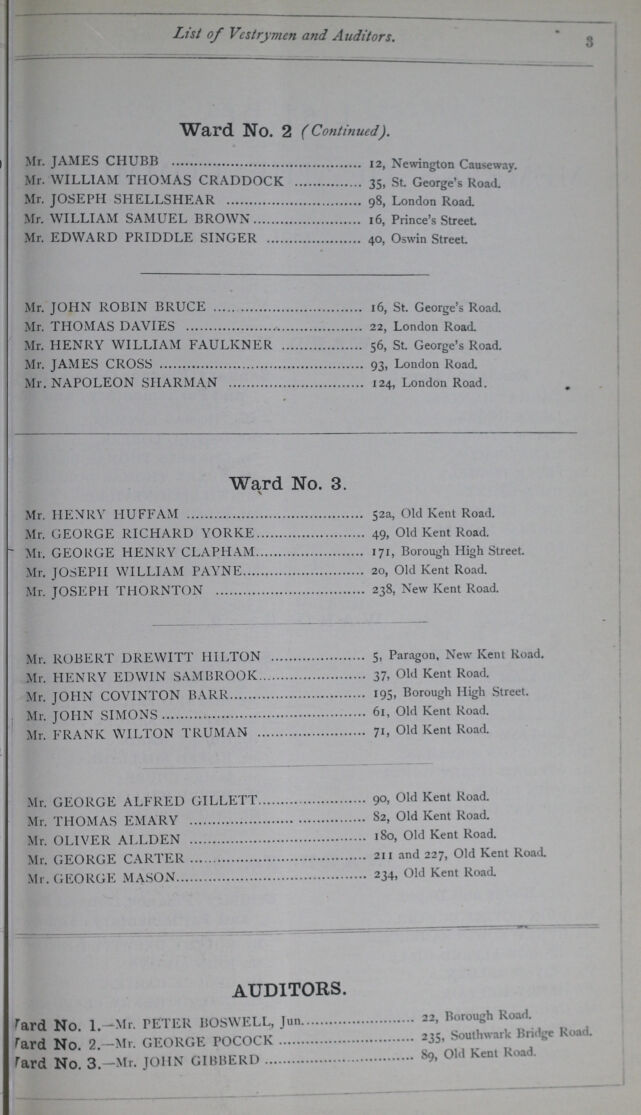 List of Vestrymen and Auditors. 3
Ward No. 2 (Continued).
Mr. JAMES CHUBB ........ 12, Newington Causeway.
Mr. WILLIAM THOMAS CRADDOCK ........ 35, St. George's Road.
Mr. JOSEPH SHELLSHEAR ........ 98, London Road.
Mr. WILLIAM SAMUEL BROWN ........ 16, Prince's Street.
Mr. EDWARD PRIDDLE SINGER ........ 40, Oswin Street.
Mr. JOHN ROBIN BRUCE ........ 16, St. George's Road.
Mr. THOMAS DAVIES ........ 22, London Road.
Mr. HENRY WILLIAM FAULKNER ........ 56, St. George's Road.
Mr. JAMES CROSS ........ 93, London Road.
Mr. NAPOLEON SHARMAN ........ 124, London Road.
Ward No. 3.
Mr. HENRY HUFFAM ........ 52a, Old Kent Road.
Mr. GEORGE RICHARD YORKE ........ 49, Old Kent Road.
Mr. GEORGE HENRY CLAPHAM ........ 171, Borough High Street.
Mr. JOSEPH WILLIAM PAYNE ........ 20, Old Kent Road.
Mr. JOSEPH THORNTON ........ 238, New Kent Road.
Mr. ROBERT DREWITT HILTON ........ 5, Paragon, New Kent Road.
Mr. HENRY EDWIN SAMBROOK ........ 37, Old Kent Road.
Mr. JOHN COVINTON BARR ........ 195, Borough High Street.
Mr. JOHN SIMONS ........ 61, Old Kent Road.
Mr. FRANK WILTON TRUMAN ........ 71, Old Kent Road.
Mr. GEORGE ALFRED GILLETT ........ 90, Old Kent Road.
Mr. THOMAS EMARY ........ 82, Old Kent Road.
Mr. OLIVER ALLDEN ........ 180, Old Kent Road.
Mr. GEORGE CARTER ........ 211 and 227, Old Kent Road.
Mr. GEORGE MASON ........ 234, Old Kent Road.
AUDITORS.
ard No. 1.—Mr. PETER BOSWELL, Jun. ........ 22, Borough Road.
ard No. 2.—Mr. GEORGE POCOCK ........ 235, Southwark Bridge Road.
ard No. 3.—Mr. JOHN GIBBERD ........ 89, Old Kent Road.